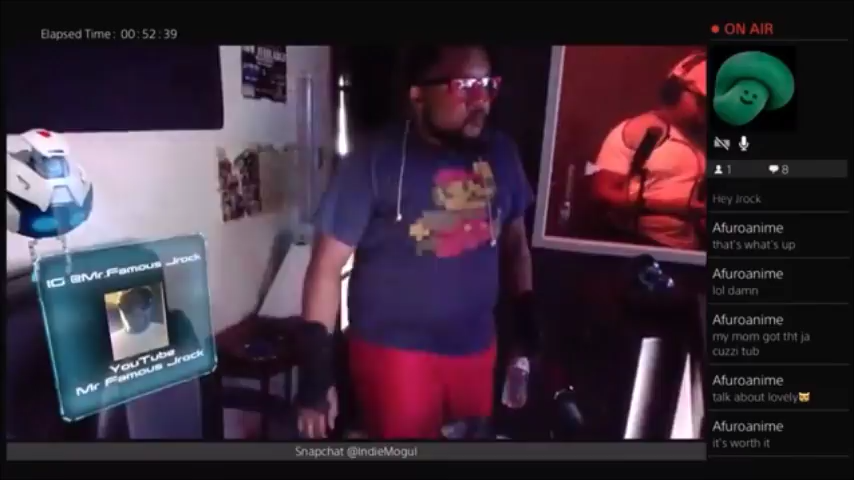 Elapsed Time: 00:52:39
ON AIR
1
8
Hey Jrock
Afuroanime
that's what's up
Afuroanime
lol damn
Afuroanime
my mom got tht ja
cuzzi tub
Afuroanime
talk about lovely😸
Afuroanime
it's worth it
IG @Mr.Famous Jrock
YouTube
Mr Famous Jrock
Snapchat @IndieMogul